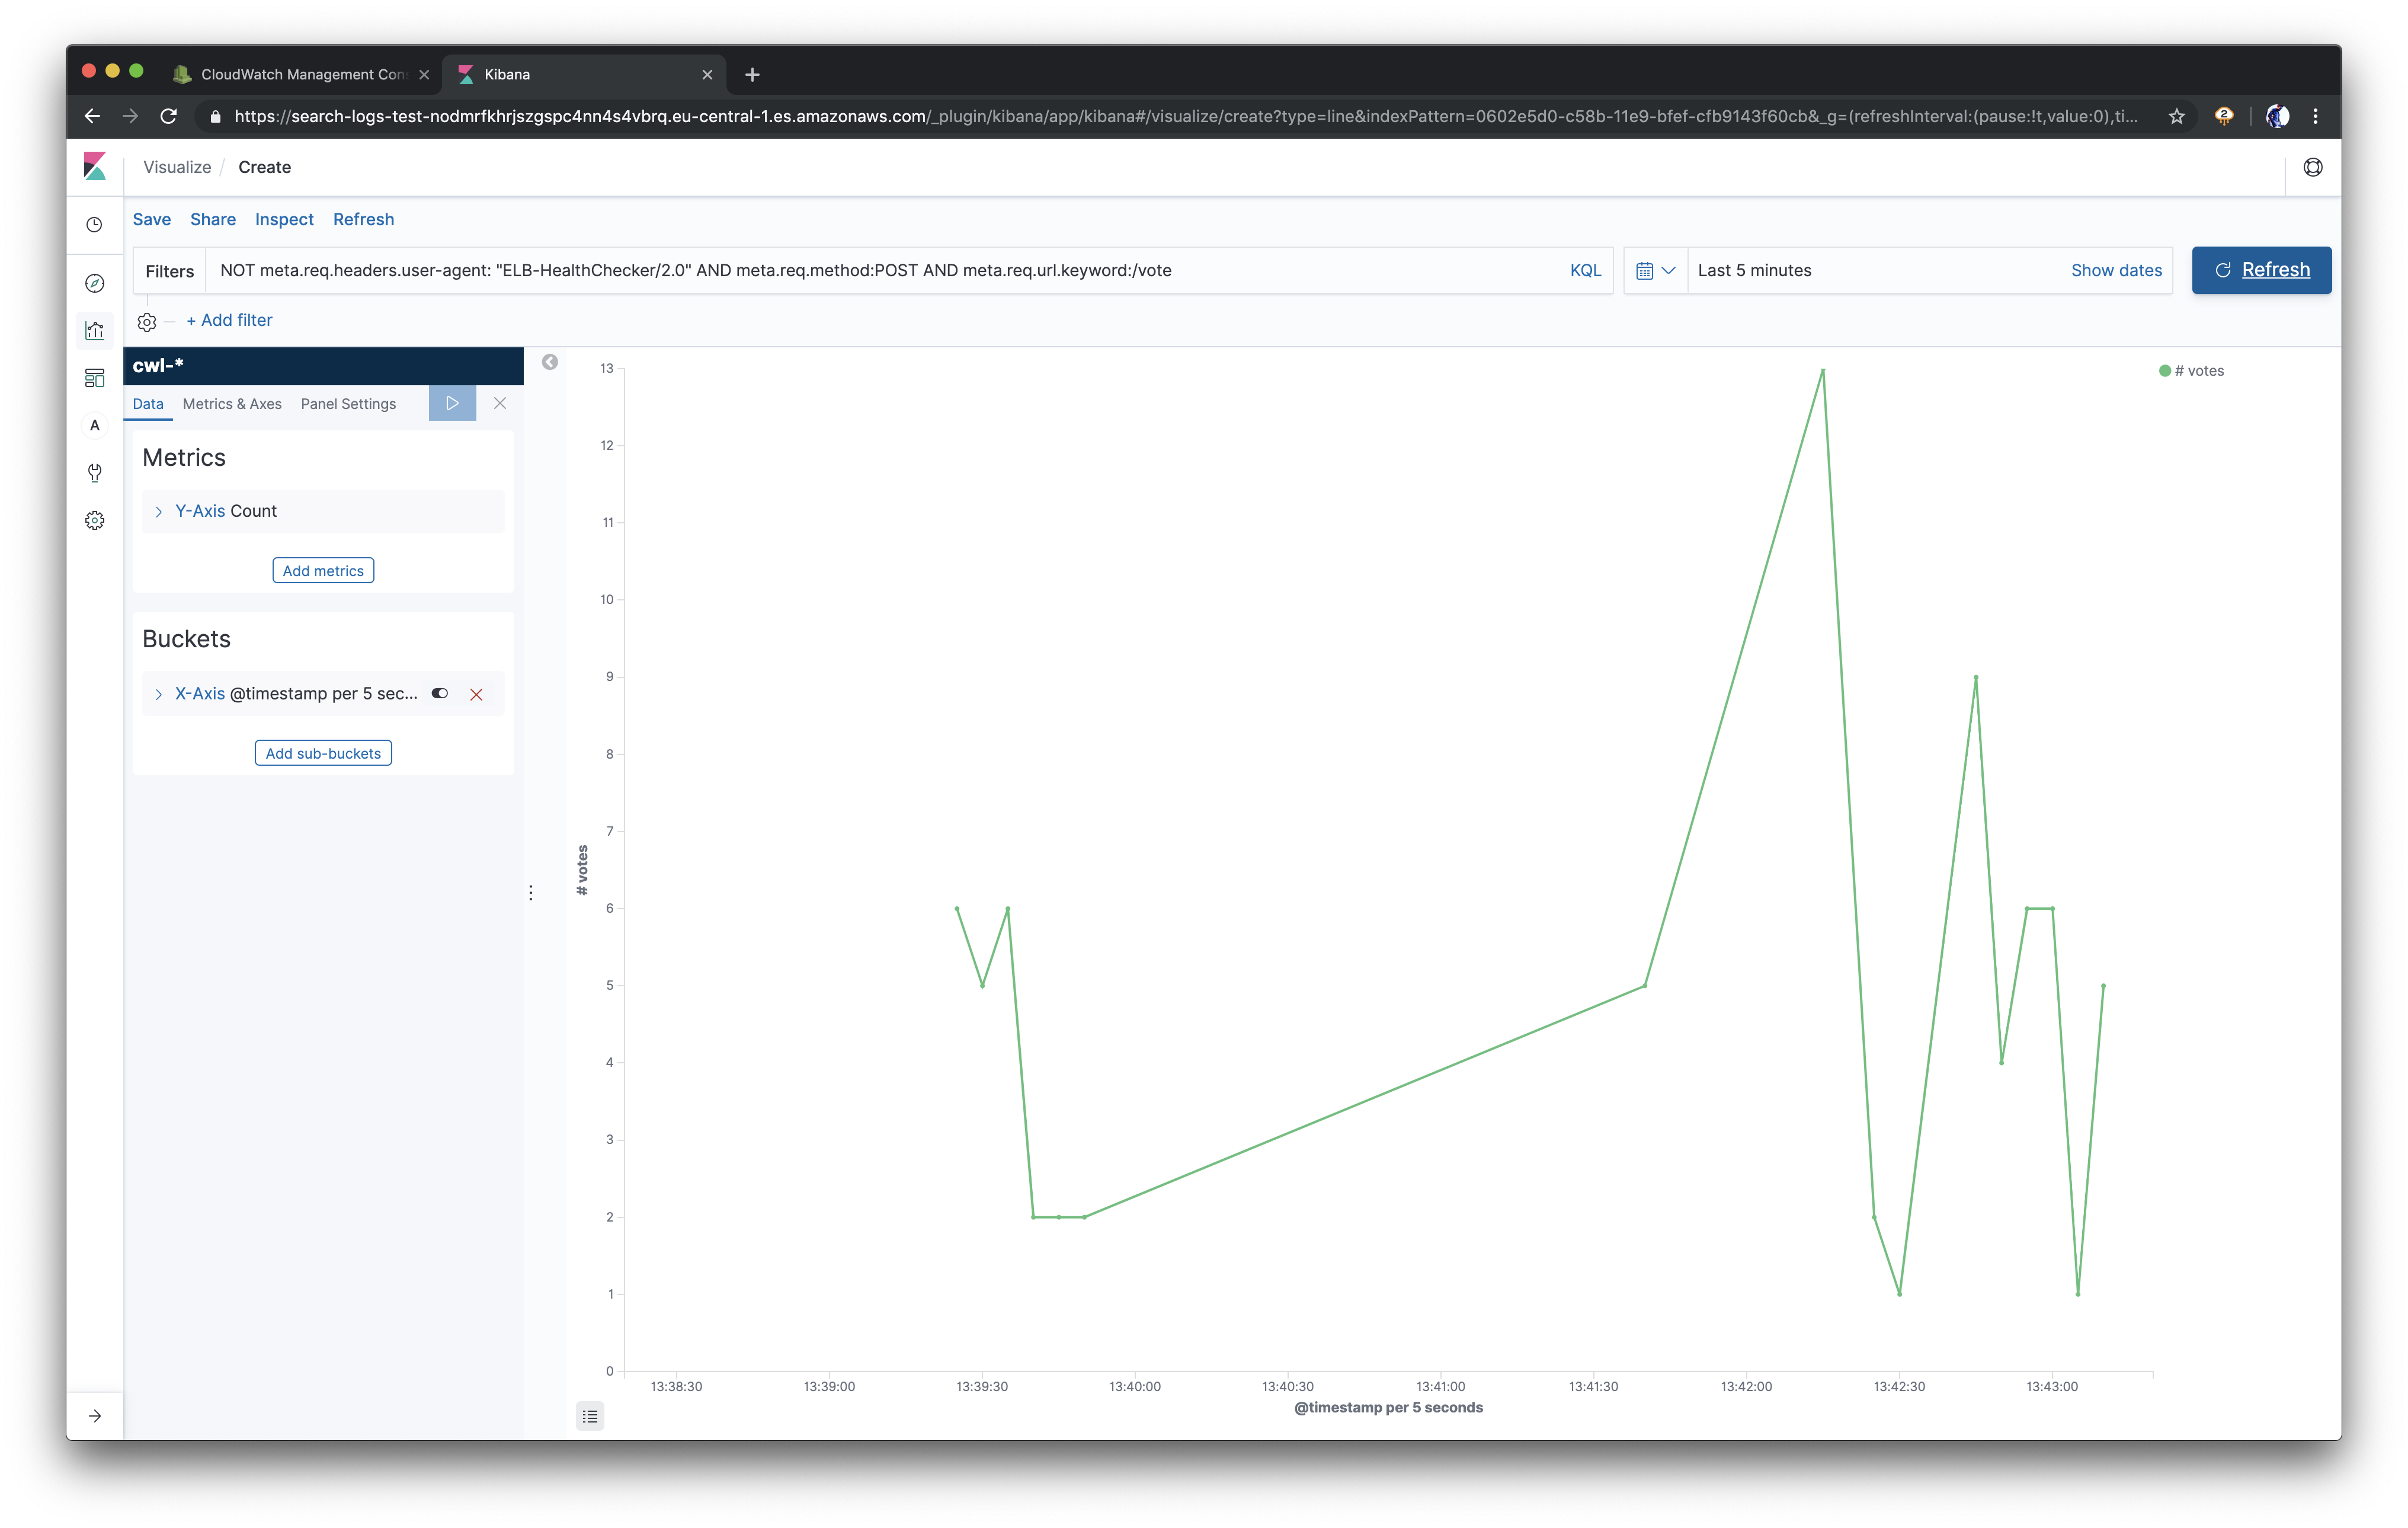 CloudWatch Management Con
Kibana
https://search-logs-test-nodmrfkhrjszgspc4nn4s4vbrq.eu-central-1.es.amazonaws.com/_plugin/kibana/app/kibana#/visualize/create?type=line&indexPattern=0602e5d0-c58b-11e9-bfef-cfb9143f60cb&_g=(refreshInterval:(pause:!t,value:0),ti...
2
Visualize / Create
Save Share Inspect Refresh
Filters NOT meta.req.headers.user-agent: "ELB-HealthChecker/2.0" AND meta.req.method:POST AND meta.req.url.keyword:/vote KQL Last 5 minutes Show dates Refresh
+ Add filter
cwl-*
Data Metrics & Axes Panel Settings
A
Metrics
Y-Axis Count
Add metrics
Buckets
X-Axis @timestamp per 5 sec...
Add sub-buckets
# votes
13
12
11
10
9
8
7
6
5
4
3
2
1
0
# votes
13:38:30 13:39:00 13:39:30 13:40:00 13:40:30 13:41:00 13:41:30 13:42:00 13:42:30 13:43:00
@timestamp per 5 seconds